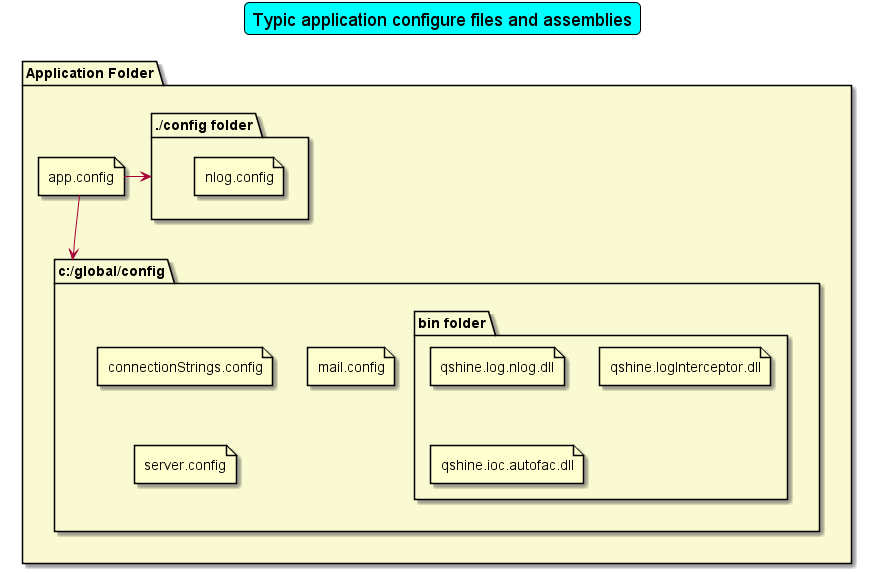 Typic application configure files and assemblies
Application Folder
./config folder
app.config
nlog.config
c:/global/config
bin folder
connectionStrings.config
mail.config
qshine.log.nlog.dll
qshine.logInterceptor.dll
server.config
qshine.ioc.autofac.dll